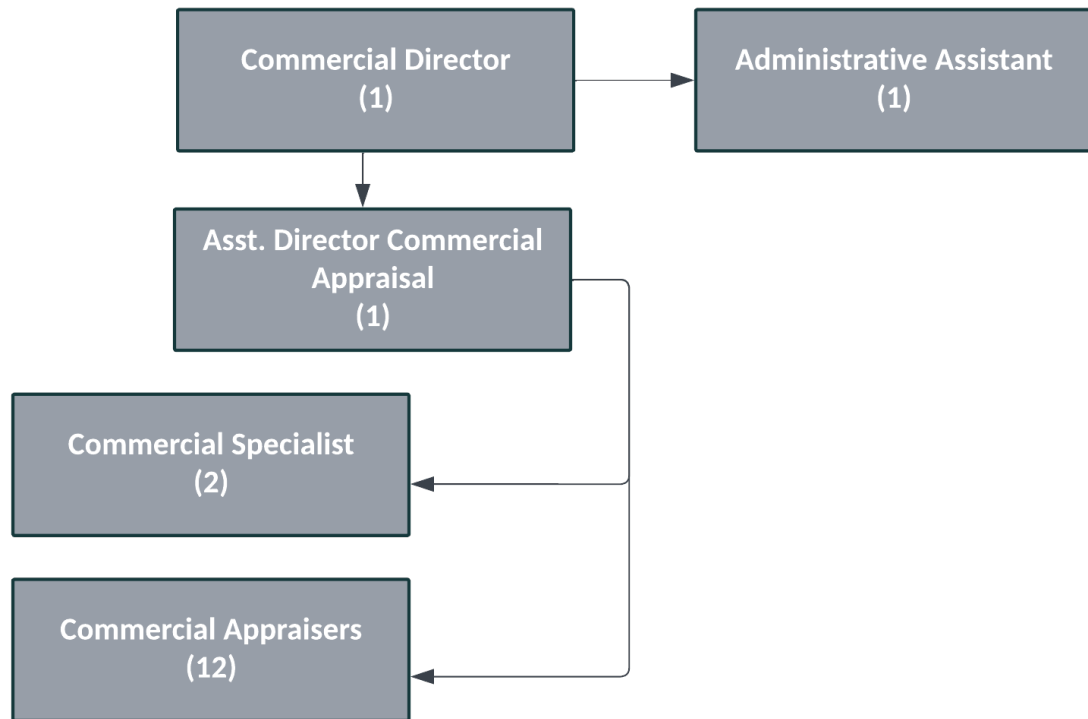 Commercial Director
(1)
Administrative Assistant
(1)
Asst. Director Commercial
Appraisal
(1)
Commercial Specialist
(2)
Commercial Appraisers
(12)